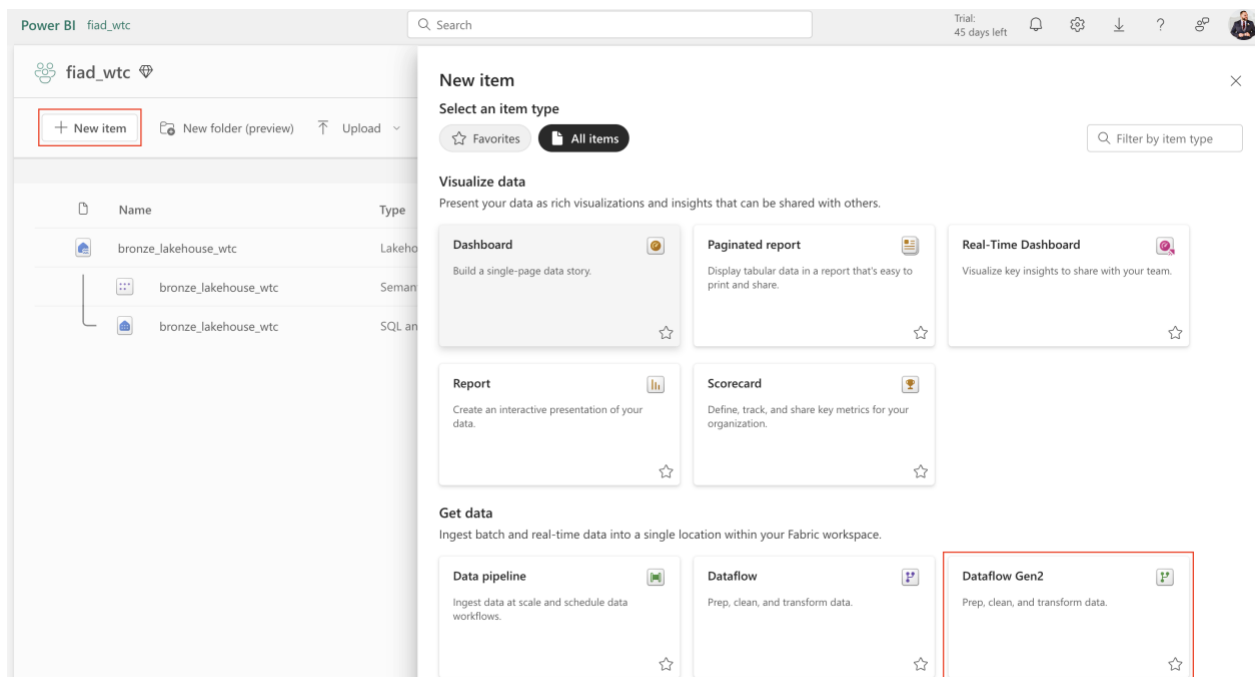 Power BI fiad_wtc
Search
Trial:
45 days left
fiad_wtc
New item
New folder (preview)
Upload
Name
Type
bronze_lakehouse_wtc
Lakeho
bronze_lakehouse_wtc
Seman
bronze_lakehouse_wtc
SQL an
New item
Select an item type
Favorites
All items
Filter by item type
Visualize data
Present your data as rich visualizations and insights that can be shared with others.
Dashboard
Build a single-page data story.
Paginated report
Display tabular data in a report that's easy to
print and share.
Real-Time Dashboard
Visualize key insights to share with your team.
Report
Create an interactive presentation of your
data.
Scorecard
Define, track, and share key metrics for your
organization.
Get data
Ingest batch and real-time data into a single location within your Fabric workspace.
Data pipeline
Ingest data at scale and schedule data
workflows.
Dataflow
Prep, clean, and transform data.
Dataflow Gen2
Prep, clean, and transform data.